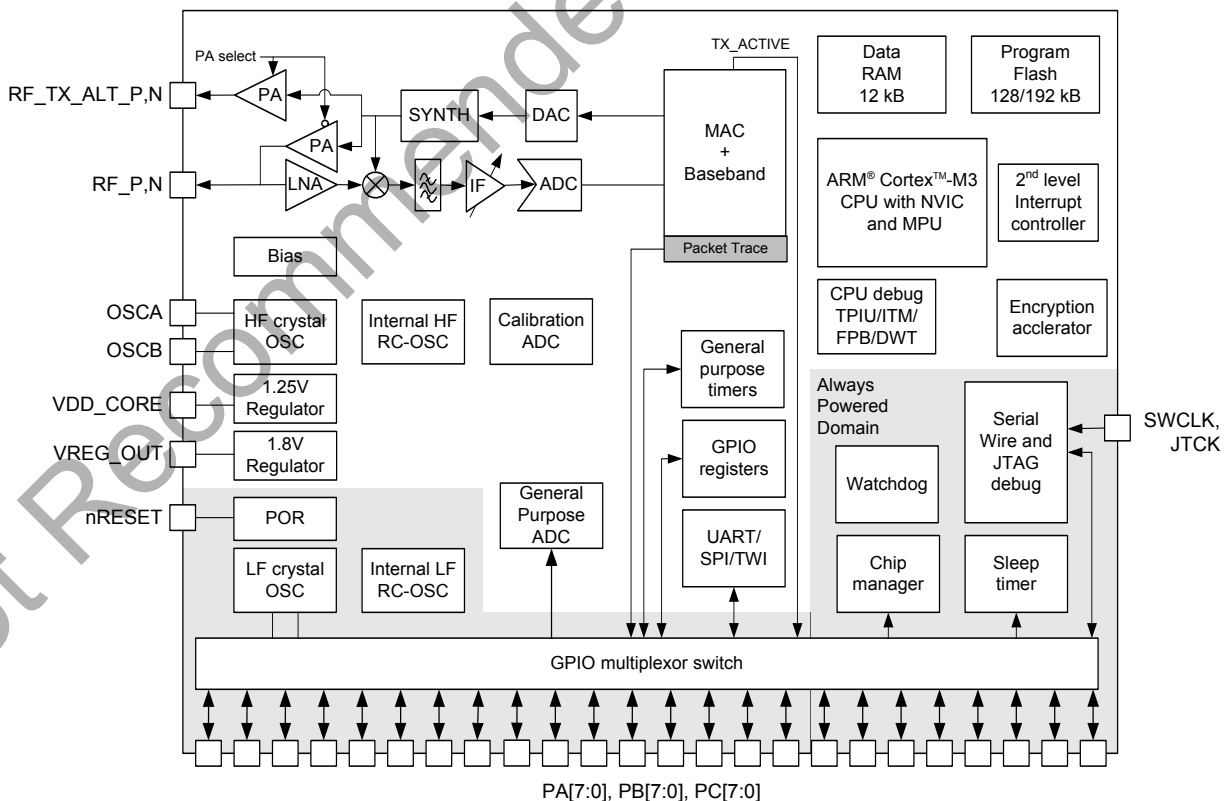 TX_ACTIVE
PA select
RF_TX_ALT_P,N
PA
PA
SYNTH
DAC
MAC
+
Baseband
Packet Trace
RF_P,N
LNA
IF
ADC
Data
RAM
12 kB
Program
Flash
128/192 kB
ARM® Cortex™-M3
CPU with NVIC
and MPU
2nd level
Interrupt
controller
Bias
OSCA
OSCB
HF crystal
OSC
Internal HF
RC-OSC
Calibration
ADC
CPU debug
TPIU/ITM/
FPB/DWT
Encryption
acclerator
VDD_CORE
1.25V
Regulator
VREG_OUT
1.8V
Regulator
General
purpose
timers
GPIO
registers
UART/
SPI/TWI
Always
Powered
Domain
Serial
Wire and
JTAG
debug
SWCLK,
JTCK
Watchdog
nRESET
POR
General
Purpose
ADC
LF crystal
OSC
Internal LF
RC-OSC
Chip
manager
Sleep
timer
GPIO multiplexor switch
PA[7:0], PB[7:0], PC[7:0]
ot Recommende